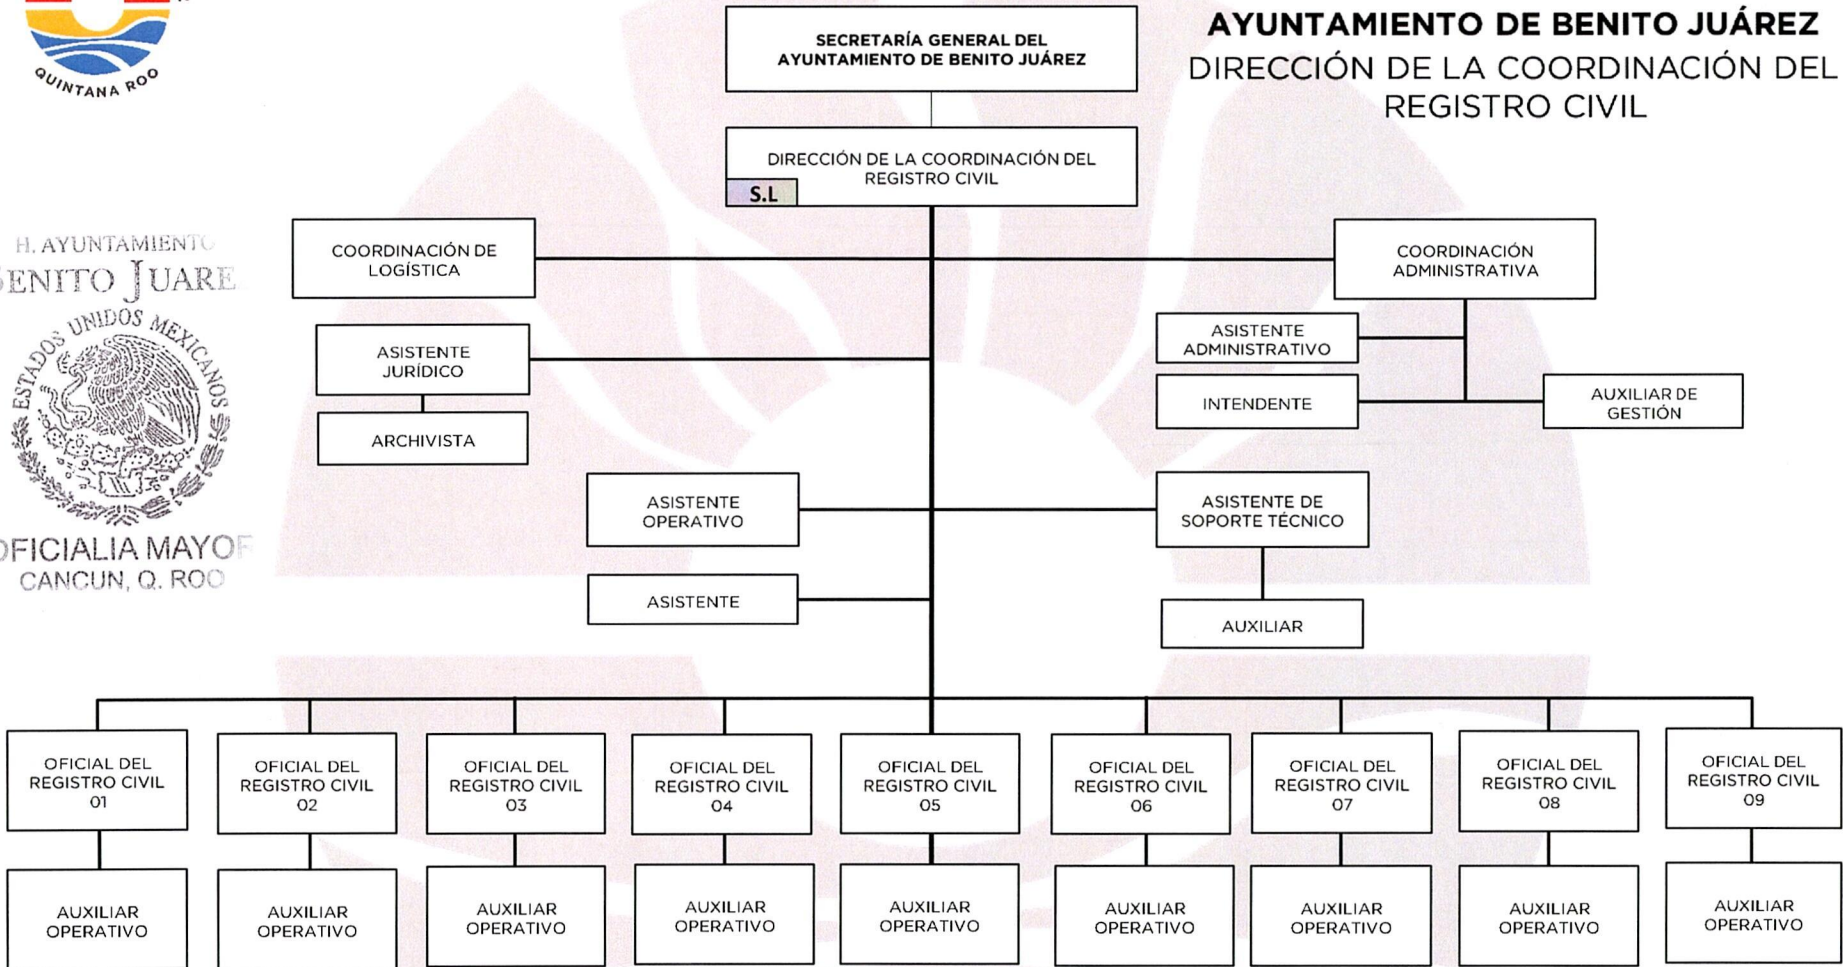 QUINTANA ROO
AYUNTAMIENTO DE BENITO JUÁREZ
DIRECCIÓN DE LA COORDINACIÓN DEL
REGISTRO CIVIL
SECRETARÍA GENERAL DEL
AYUNTAMIENTO DE BENITO JUÁREZ
DIRECCIÓN DE LA COORDINACIÓN DEL
REGISTRO CIVIL
S.L
H. AYUNTAMIENTO
BENITO JUARE
ESTADOS UNIDOS MEXICANOS
OFICIALIA MAYOR
CANCUN, Q. ROO
COORDINACIÓN DE
LOGÍSTICA
COORDINACIÓN
ADMINISTRATIVA
ASISTENTE
JURÍDICO
ARCHIVISTA
ASISTENTE
ADMINISTRATIVO
INTENDENTE
AUXILIAR DE
GESTIÓN
ASISTENTE
OPERATIVO
ASISTENTE DE
SOPORTE TÉCNICO
ASISTENTE
AUXILIAR
OFICIAL DEL
REGISTRO CIVIL
01
OFICIAL DEL
REGISTRO CIVIL
02
OFICIAL DEL
REGISTRO CIVIL
03
OFICIAL DEL
REGISTRO CIVIL
04
OFICIAL DEL
REGISTRO CIVIL
05
OFICIAL DEL
REGISTRO CIVIL
06
OFICIAL DEL
REGISTRO CIVIL
07
OFICIAL DEL
REGISTRO CIVIL
08
OFICIAL DEL
REGISTRO CIVIL
09
AUXILIAR
OPERATIVO
AUXILIAR
OPERATIVO
AUXILIAR
OPERATIVO
AUXILIAR
OPERATIVO
AUXILIAR
OPERATIVO
AUXILIAR
OPERATIVO
AUXILIAR
OPERATIVO
AUXILIAR
OPERATIVO
AUXILIAR
OPERATIVO